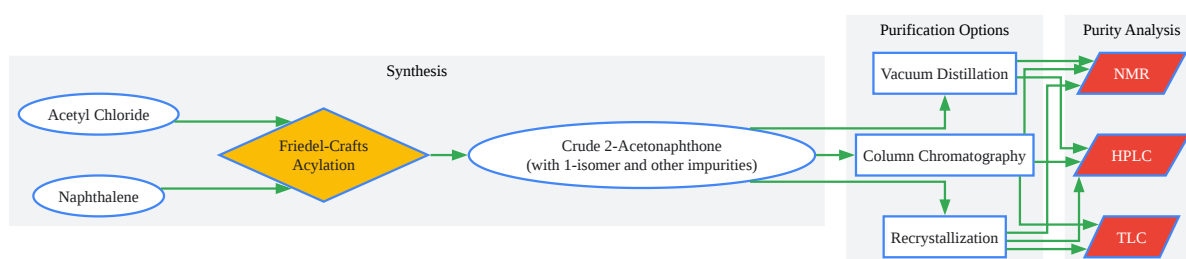 Synthesis
Purification Options
Purity Analysis
Acetyl Chloride
Naphthalene
Friedel-Crafts
Acylation
Crude 2-Acetonaphthone
(with 1-isomer and other impurities)
Vacuum Distillation
Column Chromatography
Recrystallization
NMR
HPLC
TLC